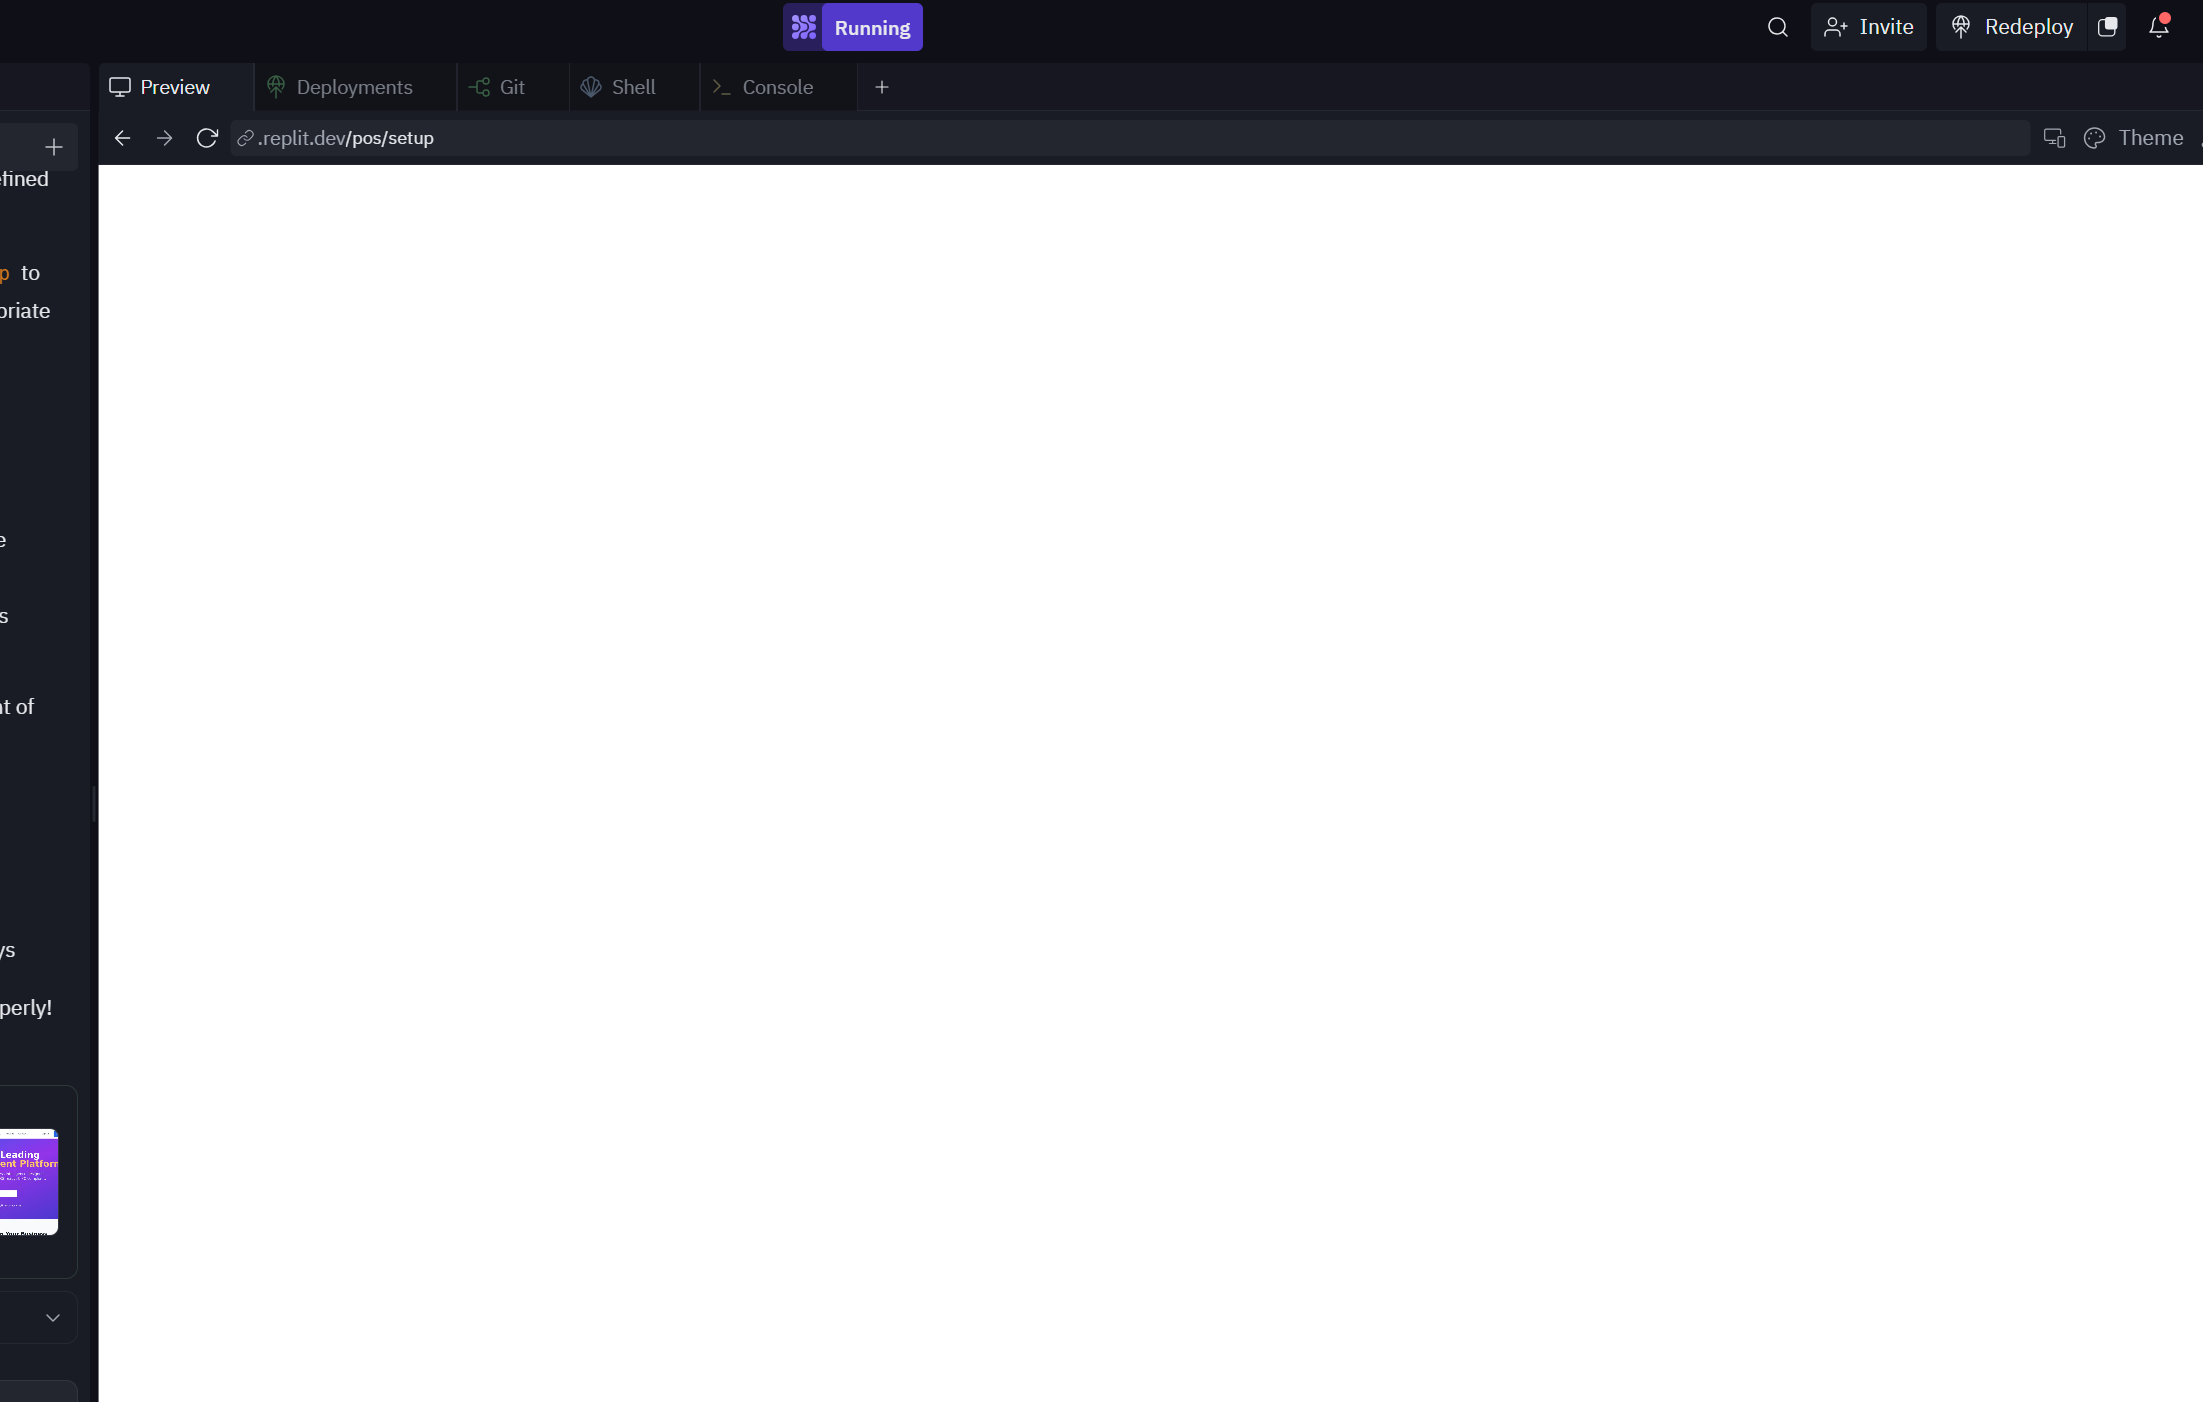 Running
Invite
Redeploy
Preview
Deployments
Git
Shell
Console
.replit.dev/pos/setup
Theme
efined
p to
priate
e
s
nt of
ys
perly!
Leading
ent Platform